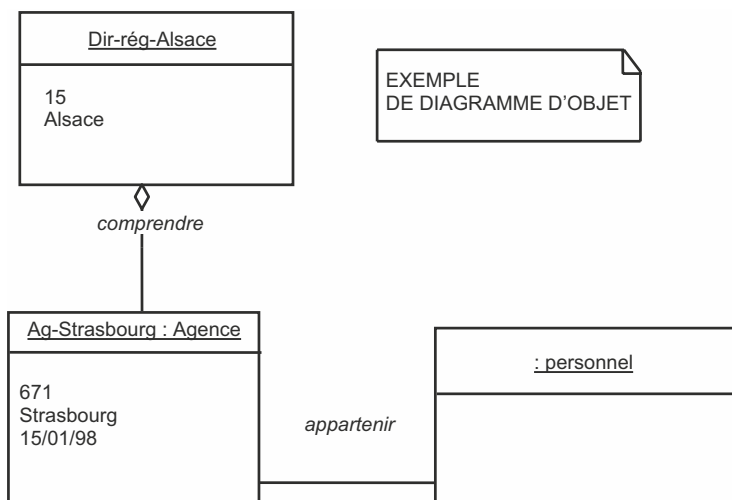 Dir-rég-Alsace
15
Alsace
EXEMPLE
DE DIAGRAMME D'OBJET
comprendre
Ag-Strasbourg : Agence
671
Strasbourg
15/01/98
appartenir
: personnel